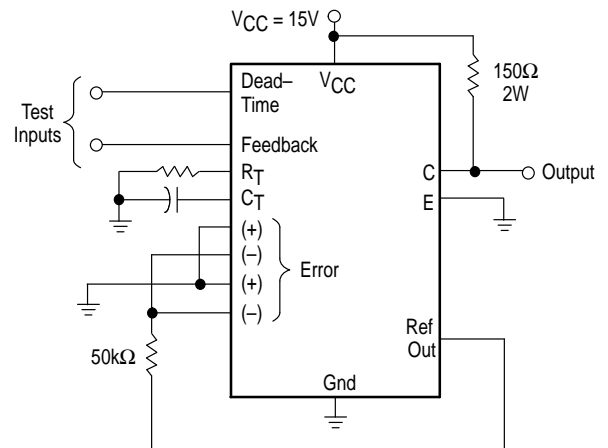 VCC = 15V
Dead–
Time
VCC
150Ω
2W
Test
Inputs
Feedback
RT
CT
C
Output
E
(+)
(–)
(+)
(–)
Error
50kΩ
Ref
Out
Gnd